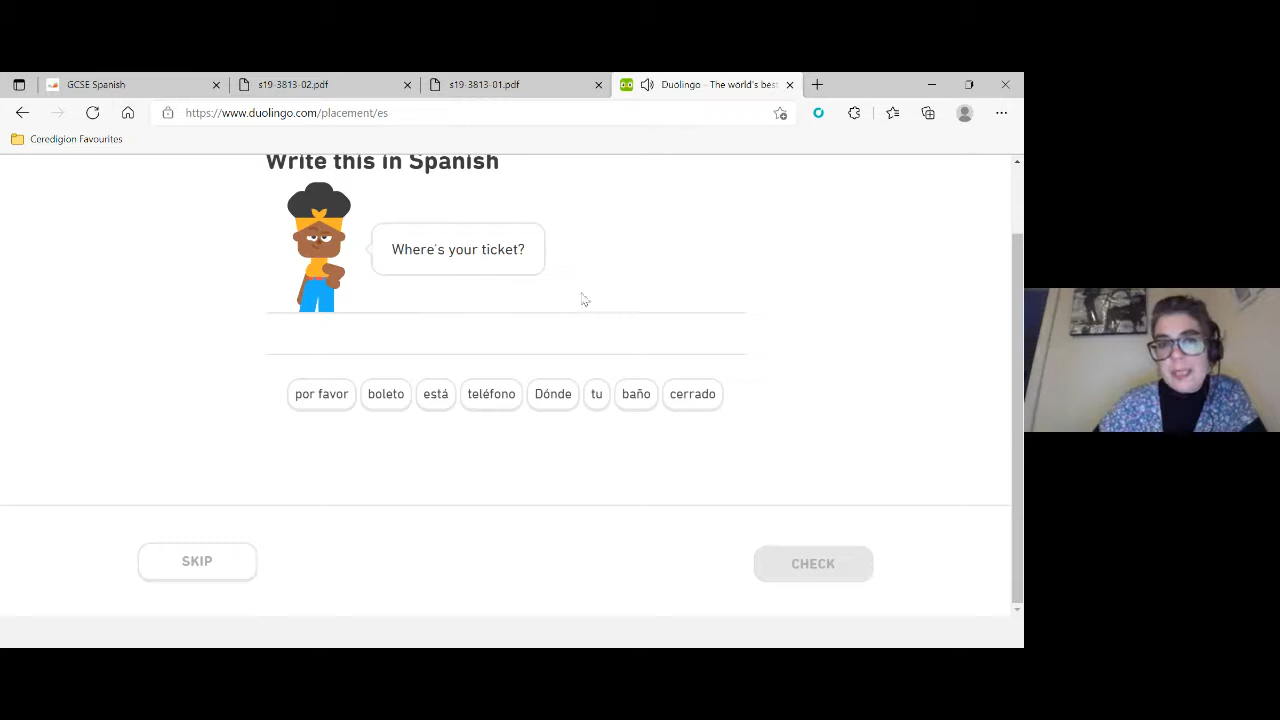 GCSE Spanish
s19-3813-02.pdf
s19-3813-01.pdf
Duolingo - The world's best
https://www.duolingo.com/placement/es
Ceredigion Favourites
Write this in Spanish
Where's your ticket?
por favor boleto está teléfono Dónde tu baño cerrado
SKIP
CHECK